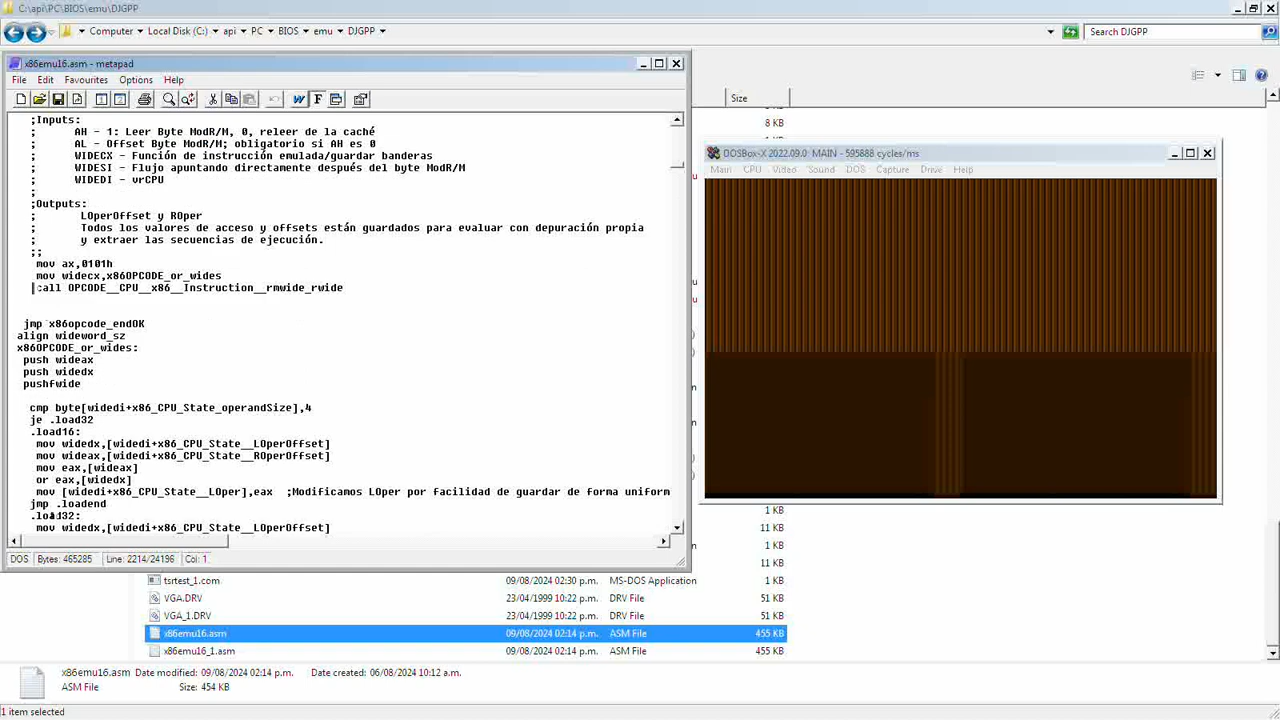 C:\api\PC\BIOS\emu\DJGPP
Computer
Local Disk (C:)
api
PC
BIOS
emu
DJGPP
Search DJGPP
x86emu16.asm - metapad
File Edit Favourites Options Help
;Inputs:
; AH - 1: Leer Byte ModR/M, 0, releer de la caché
; AL - Offset Byte ModR/M; obligatorio si AH es 0
; WIDECX - Función de instrucción emulada/guardar banderas
; WIDESI - Flujo apuntando directamente después del byte ModR/M
; WIDEDI - vrCPU
;
;Outputs:
; LOperOffset y ROper
; Todos los valores de acceso y offsets están guardados para evaluar con depuración propia
; y extraer las secuencias de ejecución.
;;
mov ax,0101h
mov widecx,x86OPCODE_or_wides
call OPCODE__CPU__x86__Instruction__rmwide_rwide
jmp x86opcode_endOK
align wideword_sz
x86OPCODE_or_wides:
push wideax
push widedx
pushfwide
cmp byte[widedi+x86_CPU_State_operandSize],4
je .load32
.load16:
mov widedx,[widedi+x86_CPU_State__LOperOffset]
mov wideax,[widedi+x86_CPU_State__ROperOffset]
mov eax,[wideax]
or eax,[widedx]
mov [widedi+x86_CPU_State__LOper],eax ;Modificamos LOper por facilidad de guardar de forma uniform
jmp .loadend
.load32:
mov widedx,[widedi+x86_CPU_State__LOperOffset]
DOS Bytes: 465285 Line: 2214/24196 Col: 1
Size
8 KB
DOSBox-X 2022.09.0: MAIN - 595888 cycles/ms
Main CPU Video Sound DOS Capture Drive Help
1 KB
11 KB
1 KB
11 KB
tsrtest_1.com 09/08/2024 02:30 p.m. MS-DOS Application 1 KB
VGA.DRV 23/04/1999 10:22 p.m. DRV File 51 KB
VGA_1.DRV 23/04/1999 10:22 p.m. DRV File 51 KB
x86emu16.asm 09/08/2024 02:14 p.m. ASM File 455 KB
x86emu16_1.asm 09/08/2024 02:14 p.m. ASM File 455 KB
x86emu16.asm Date modified: 09/08/2024 02:14 p.m. Date created: 06/08/2024 10:12 a.m.
ASM File Size: 454 KB
1 item selected